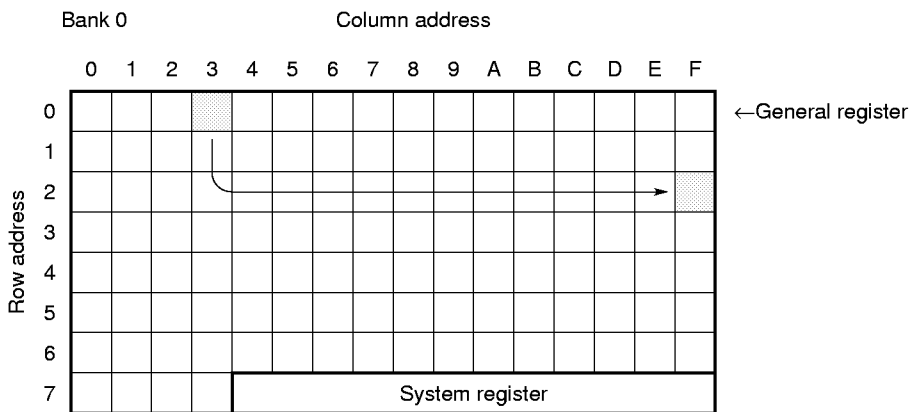 Bank 0 Column address
0 1 2 3 4 5 6 7 8 9 A B C D E F
0 ←General register
1
2
3
4
5
6
7 System register
Row address